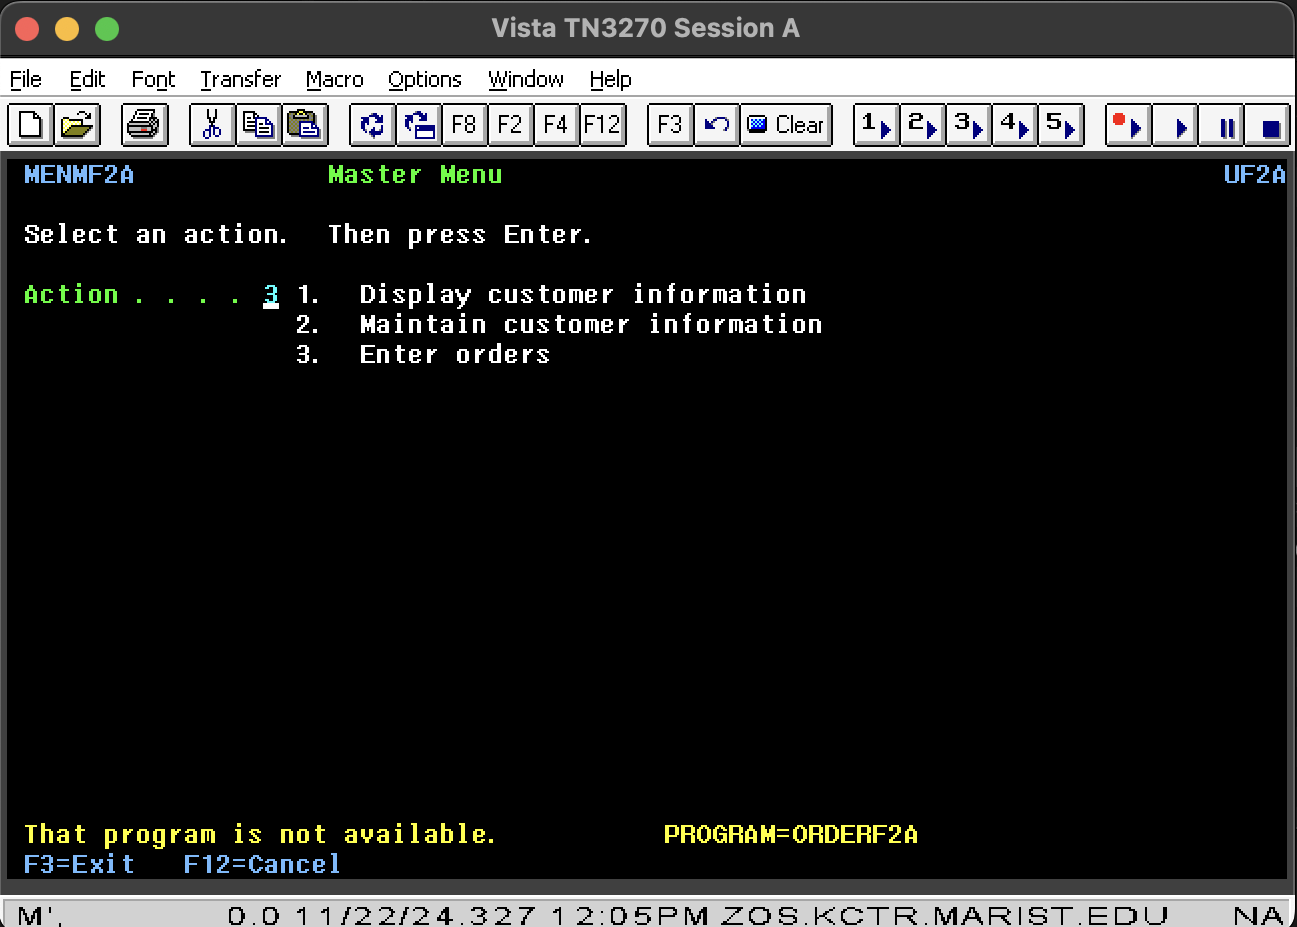 Vista TN3270 Session A
File Edit Font Transfer Macro Options Window Help
F8 F2 F4 F12 F3 Clear 1 2 3 4 5
MENMF2A Master Menu UF2A
Select an action. Then press Enter.
Action . . . . 3 1. Display customer information
2. Maintain customer information
3. Enter orders
That program is not available. PROGRAM=ORDERF2A
F3=Exit F12=Cancel
M', 0.0 11/22/24.327 12:05PM ZOS.KCTR.MARIST.EDU NA